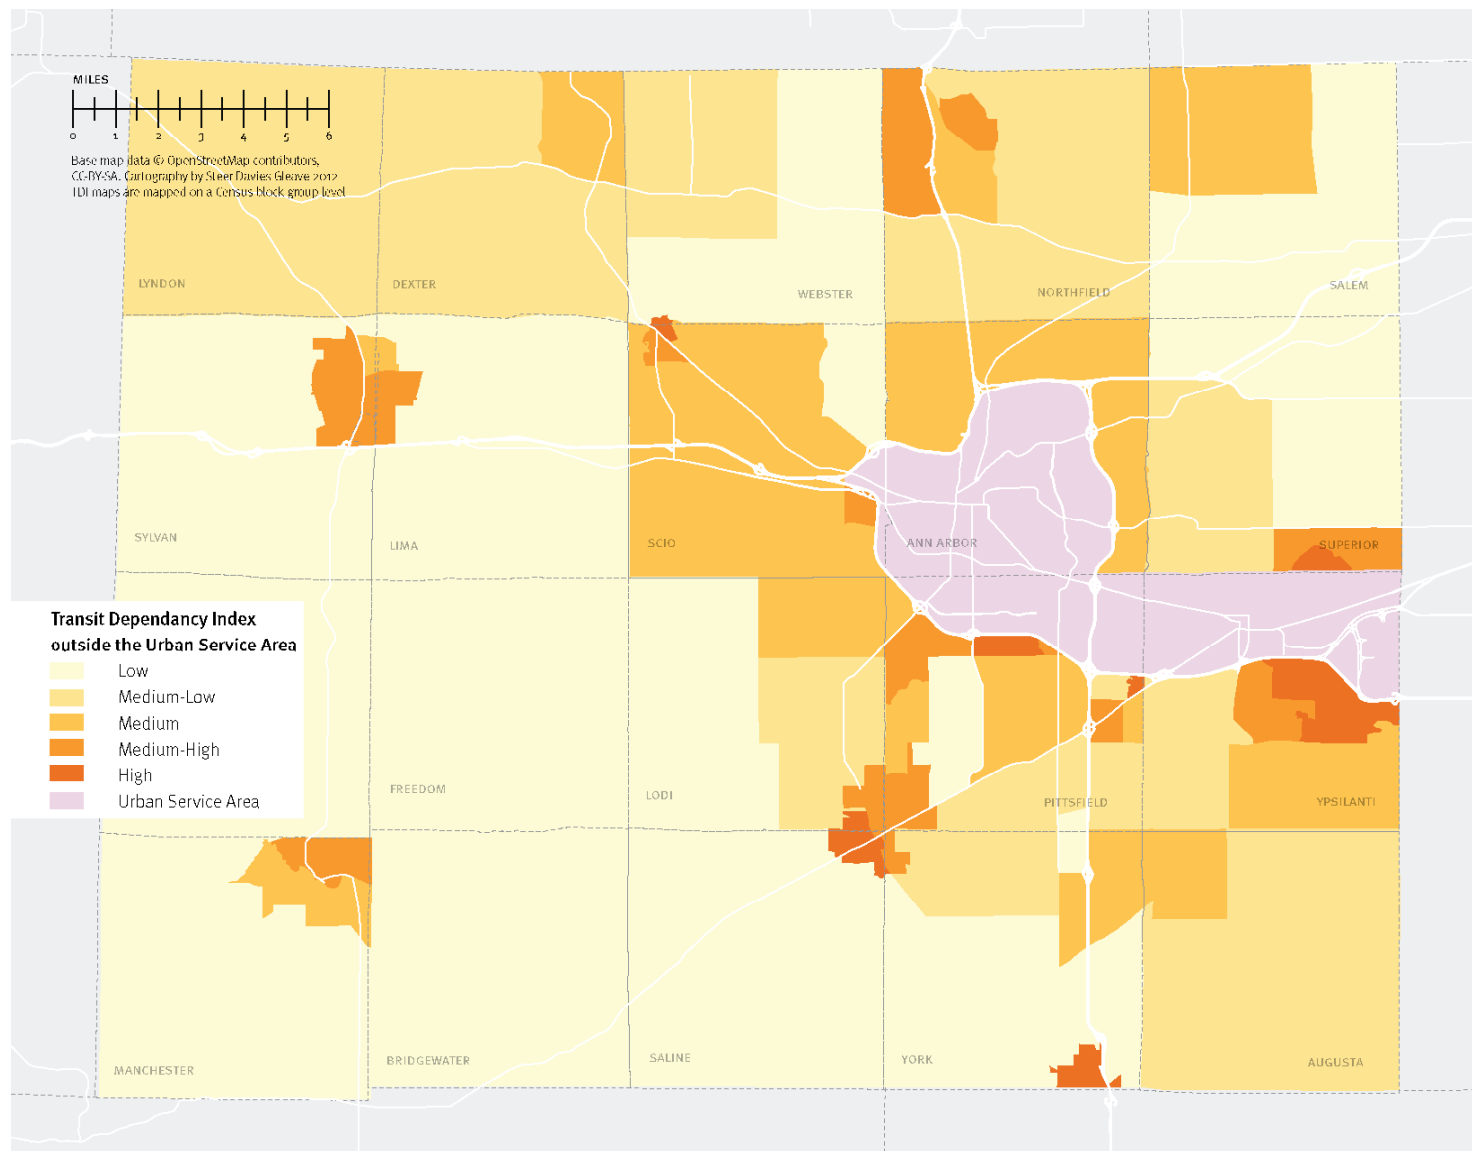 MILES
0 1 2 3 4 5 6
Base map data © OpenStreetMap contributors,
CC-BY-SA. Cartography by Steer Davies Gleave 2012
TDI maps are mapped on a Census block group level
LYNDON
DEXTER
WEBSTER
NORTHFIELD
SALEM
SYLVAN
LIMA
SCIO
ANN ARBOR
SUPERIOR
Transit Dependancy Index
outside the Urban Service Area
Low
Medium-Low
Medium
Medium-High
High
Urban Service Area
FREEDOM
LODI
PITTSFIELD
YPSILANTI
MANCHESTER
BRIDGEWATER
SALINE
YORK
AUGUSTA